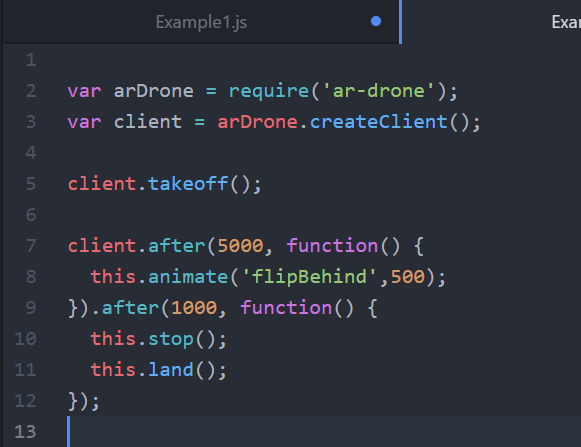 Example1.js Exa
1
2 var arDrone = require('ar-drone');
3 var client = arDrone.createClient();
4
5 client.takeoff();
6
7 client.after(5000, function() {
8   this.animate('flipBehind',500);
9 }).after(1000, function() {
10   this.stop();
11   this.land();
12 });
13